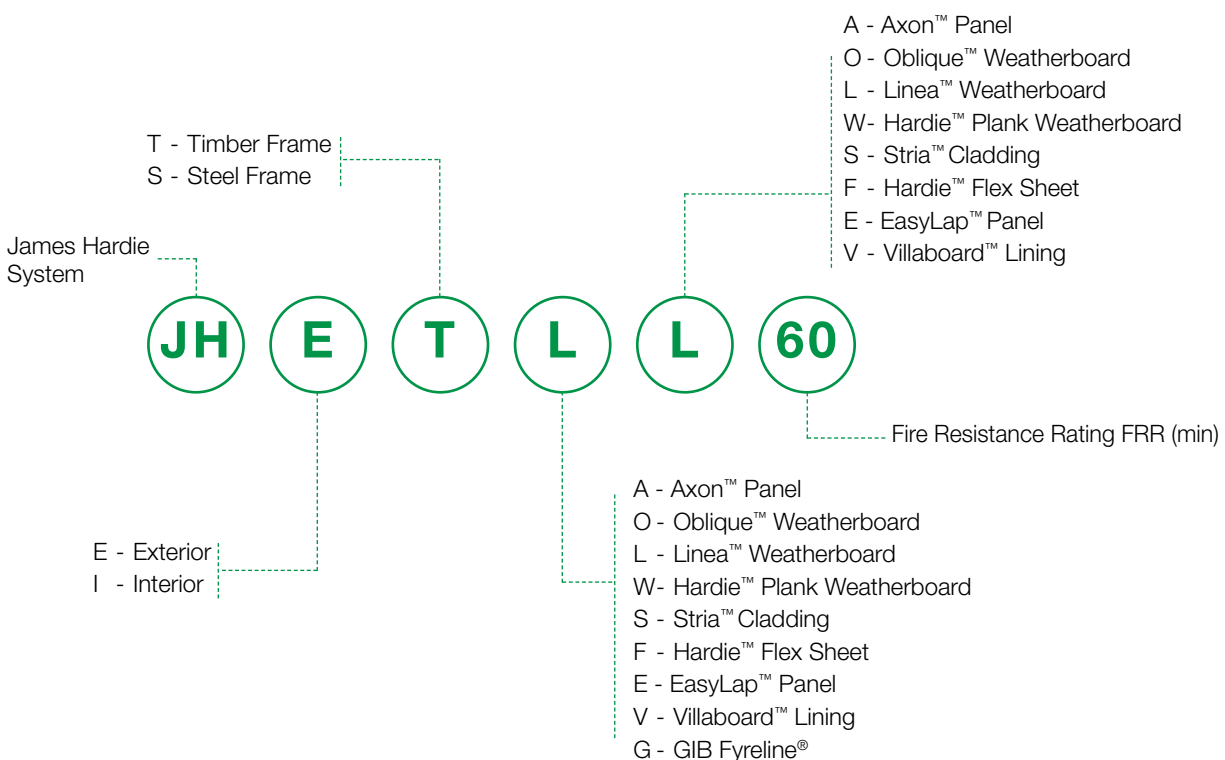 A - Axon™ Panel
O - Oblique™ Weatherboard
L - Linea™ Weatherboard
W- Hardie™ Plank Weatherboard
S - Stria™ Cladding
F - Hardie™ Flex Sheet
E - EasyLap™ Panel
V - Villaboard™ Lining
T - Timber Frame
S - Steel Frame
James Hardie
System
JH E T L L 60
Fire Resistance Rating FRR (min)
E - Exterior
I - Interior
A - Axon™ Panel
O - Oblique™ Weatherboard
L - Linea™ Weatherboard
W- Hardie™ Plank Weatherboard
S - Stria™ Cladding
F - Hardie™ Flex Sheet
E - EasyLap™ Panel
V - Villaboard™ Lining
G - GIB Fyreline®